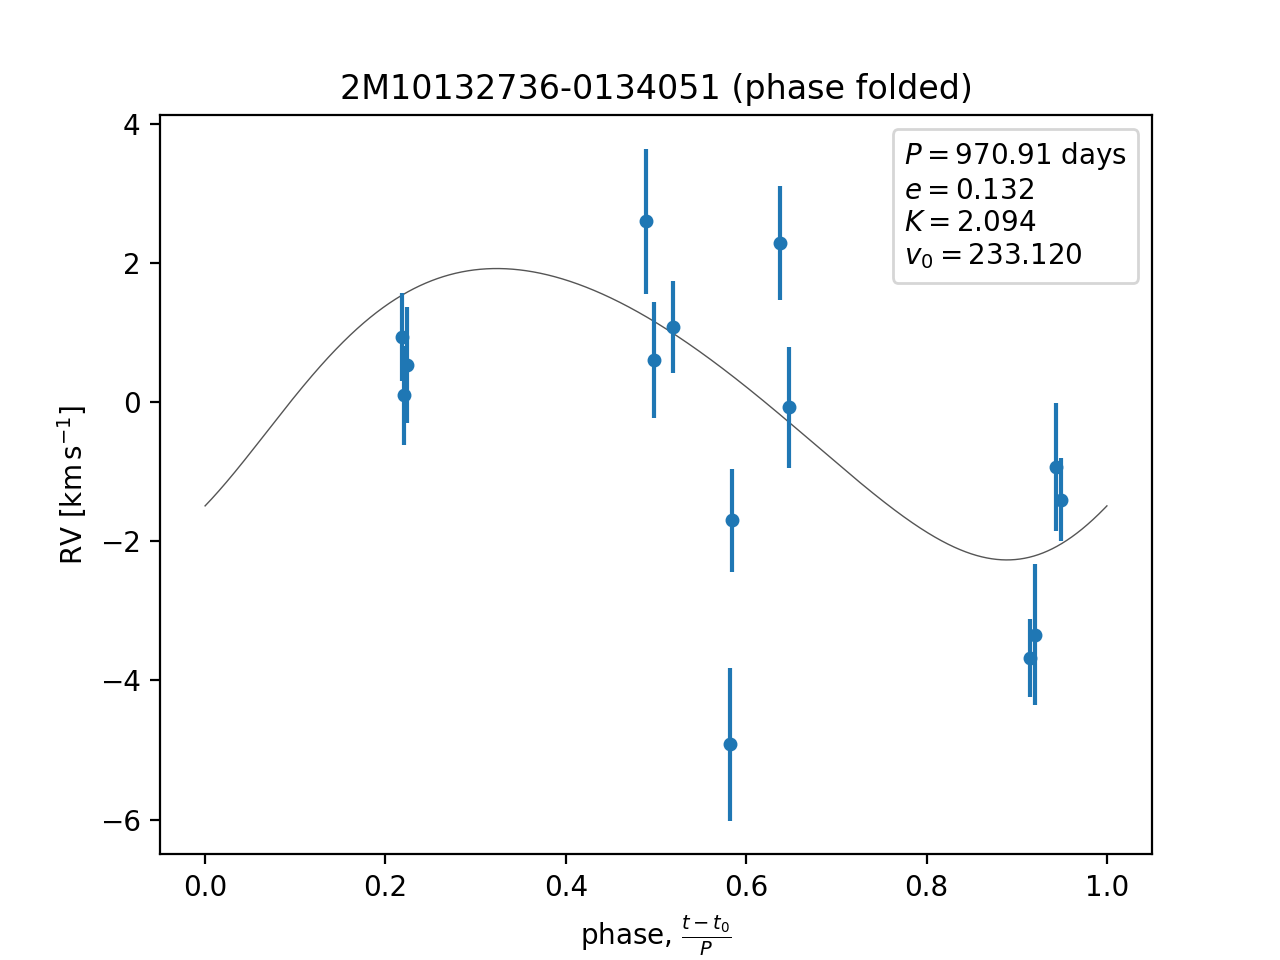 2M10132736-0134051 (phase folded)
P = 970.91 days
e = 0.132
K = 2.094
v₀ = 233.120
4
2
0
−2
−4
−6
RV [km s⁻¹]
0.0 0.2 0.4 0.6 0.8 1.0
phase, (t − t₀)/P